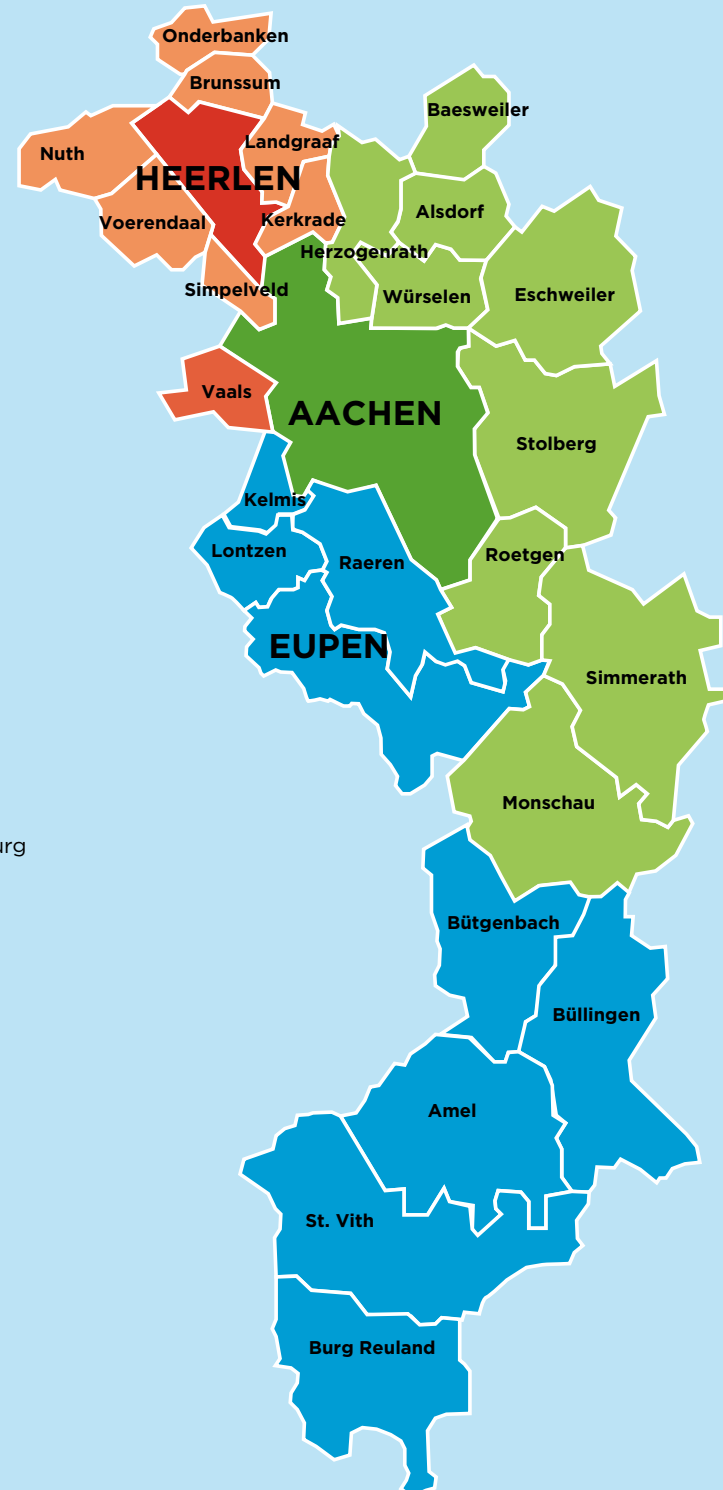 Onderbanken
Brunssum
Baesweiler
Landgraaf
Nuth
HEERLEN
Alsdorf
Voerendaal
Kerkrade
Herzogenrath
Simpelveld
Würselen
Eschweiler
Vaals
AACHEN
Stolberg
Kelmis
Lontzen
Raeren
Roetgen
EUPEN
Simmerath
Monschau
urg
Bütgenbach
Büllingen
Amel
St. Vith
Burg Reuland